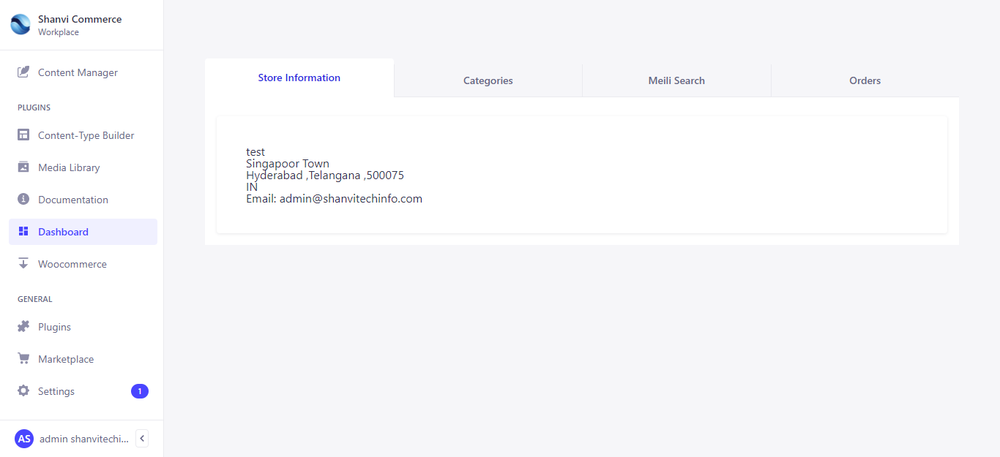 Shanvi Commerce
Workplace
Content Manager
PLUGINS
Content-Type Builder
Media Library
Documentation
Dashboard
Woocommerce
GENERAL
Plugins
Marketplace
Settings
1
AS
admin shanvitechi...
Store Information
Categories
Meili Search
Orders
test
Singapoor Town
Hyderabad ,Telangana ,500075
IN
Email: admin@shanvitechinfo.com